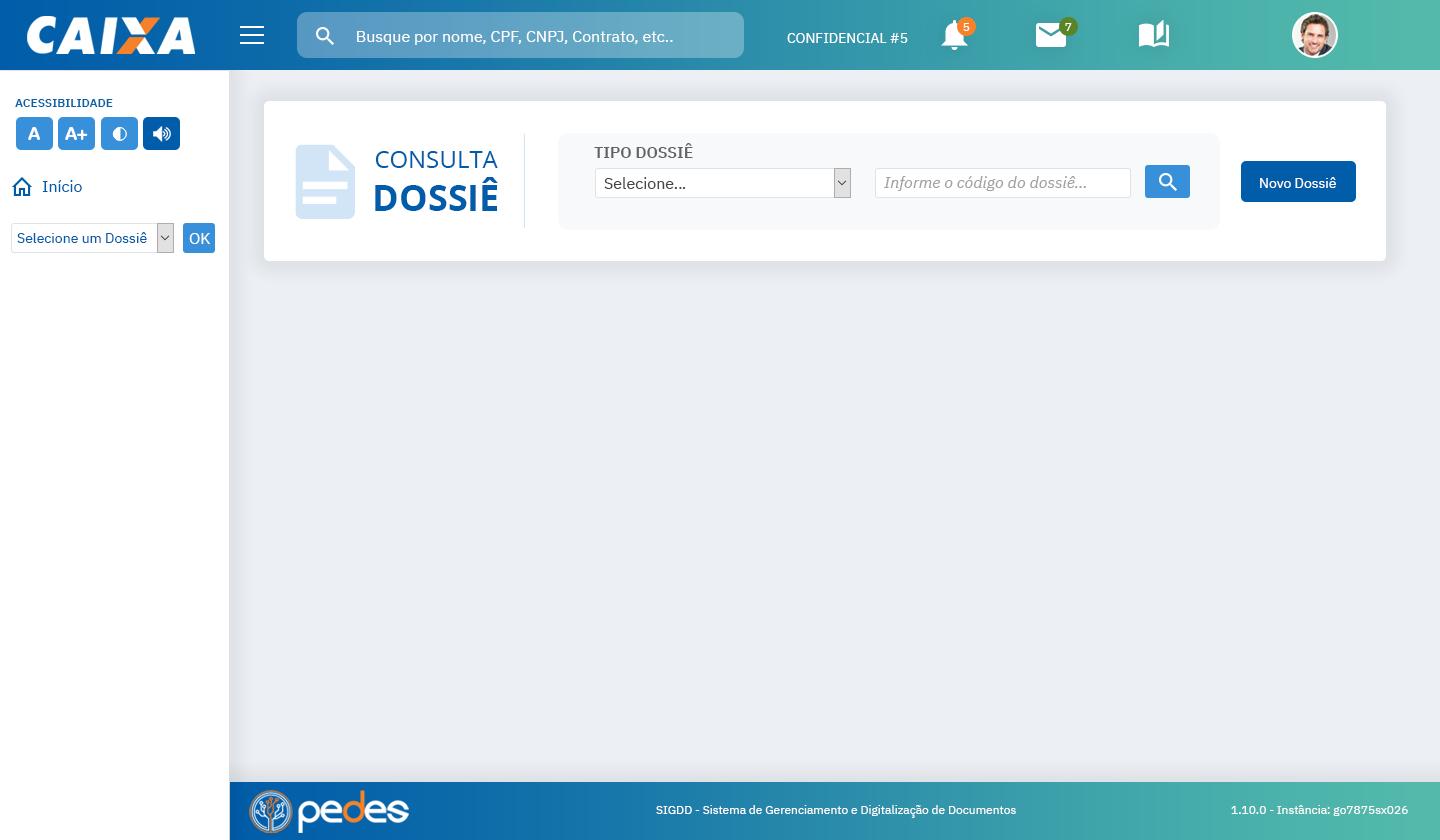 CAIXA
Busque por nome, CPF, CNPJ, Contrato, etc..
CONFIDENCIAL #5
5
7
ACESSIBILIDADE
A
A+
Início
Selecione um Dossiê
OK
CONSULTA
DOSSIÊ
TIPO DOSSIÊ
Selecione...
Informe o código do dossiê...
Novo Dossiê
pedes
SIGDD - Sistema de Gerenciamento e Digitalização de Documentos
1.10.0 - Instância: go7875sx026